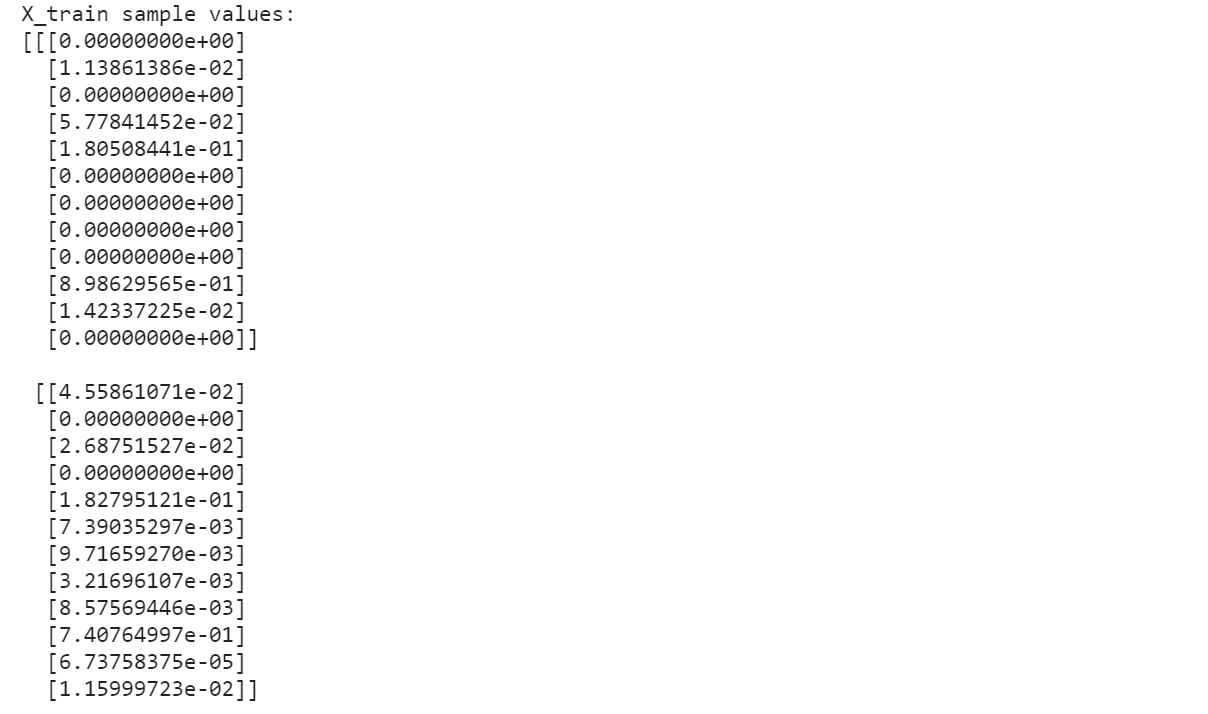 X_train sample values:
[[[0.00000000e+00]
[1.13861386e-02]
[0.00000000e+00]
[5.77841452e-02]
[1.80508441e-01]
[0.00000000e+00]
[0.00000000e+00]
[0.00000000e+00]
[0.00000000e+00]
[8.98629565e-01]
[1.42337225e-02]
[0.00000000e+00]]
[[4.55861071e-02]
[0.00000000e+00]
[2.68751527e-02]
[0.00000000e+00]
[1.82795121e-01]
[7.39035297e-03]
[9.71659270e-03]
[3.21696107e-03]
[8.57569446e-03]
[7.40764997e-01]
[6.73758375e-05]
[1.15999723e-02]]